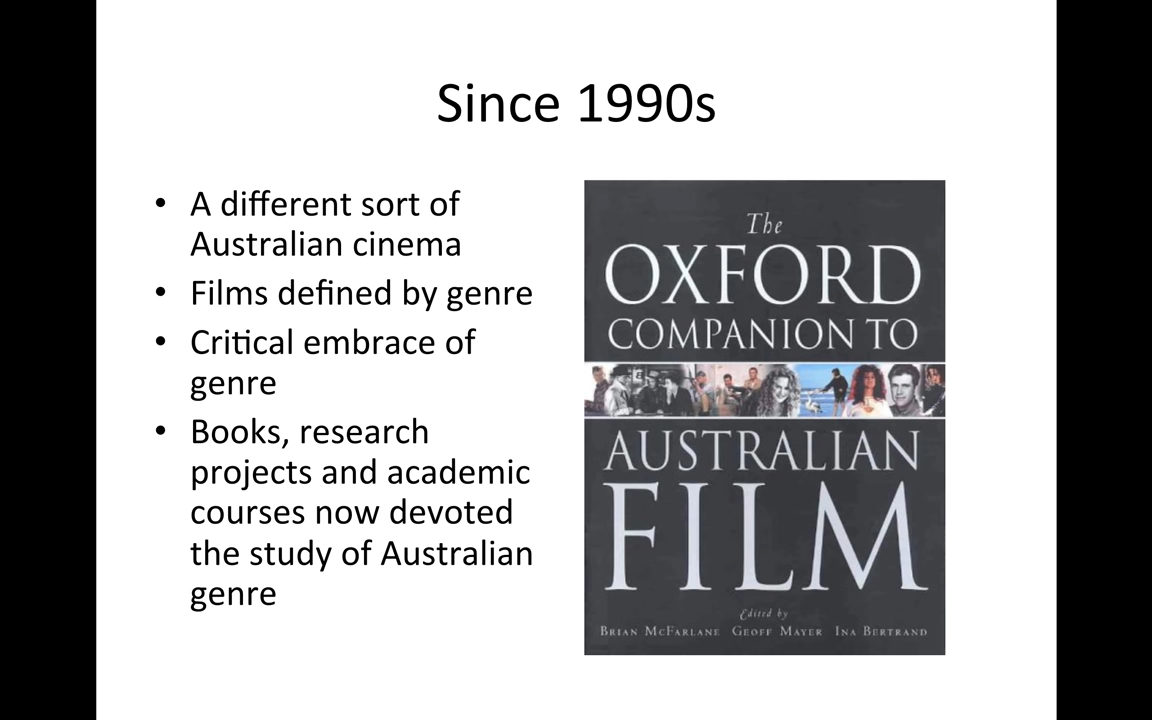 Since 1990s
• A different sort of
Australian cinema
• Films defined by genre
• Critical embrace of
genre
• Books, research
projects and academic
courses now devoted
the study of Australian
genre
The
OXFORD
COMPANION TO
AUSTRALIAN
FILM
Edited by
BRIAN MCFARLANE GEOFF MAYER INA BERTRAND